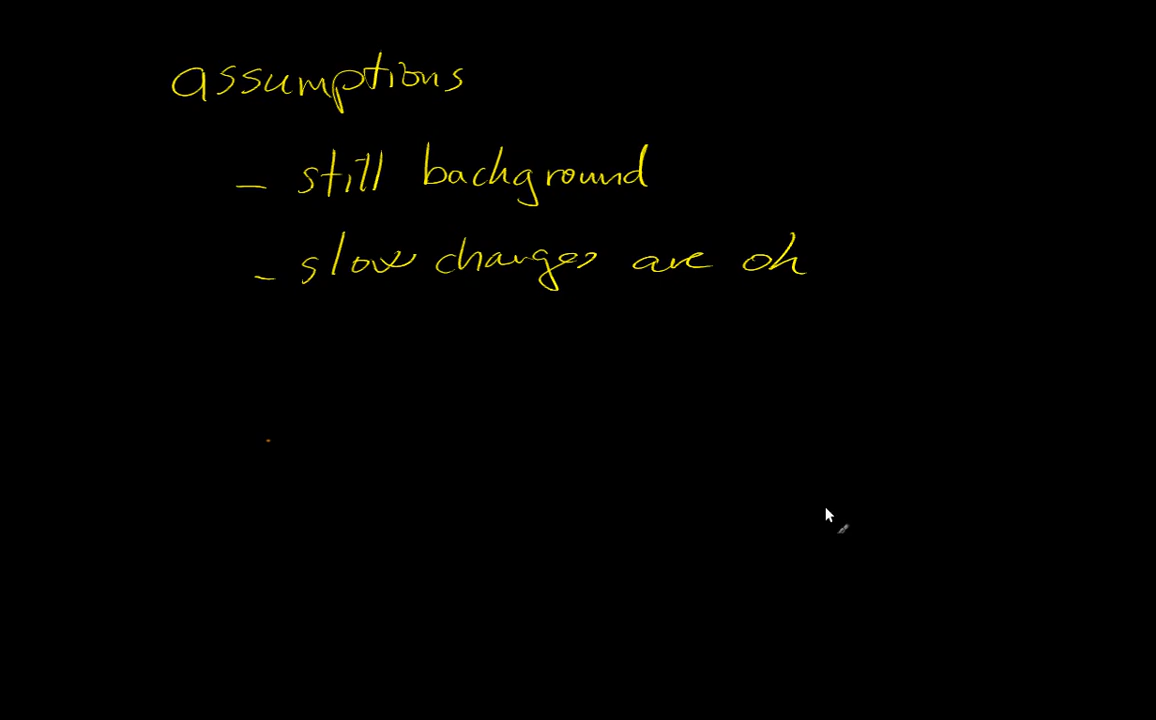 assumptions
- still background
- slow changes are ok